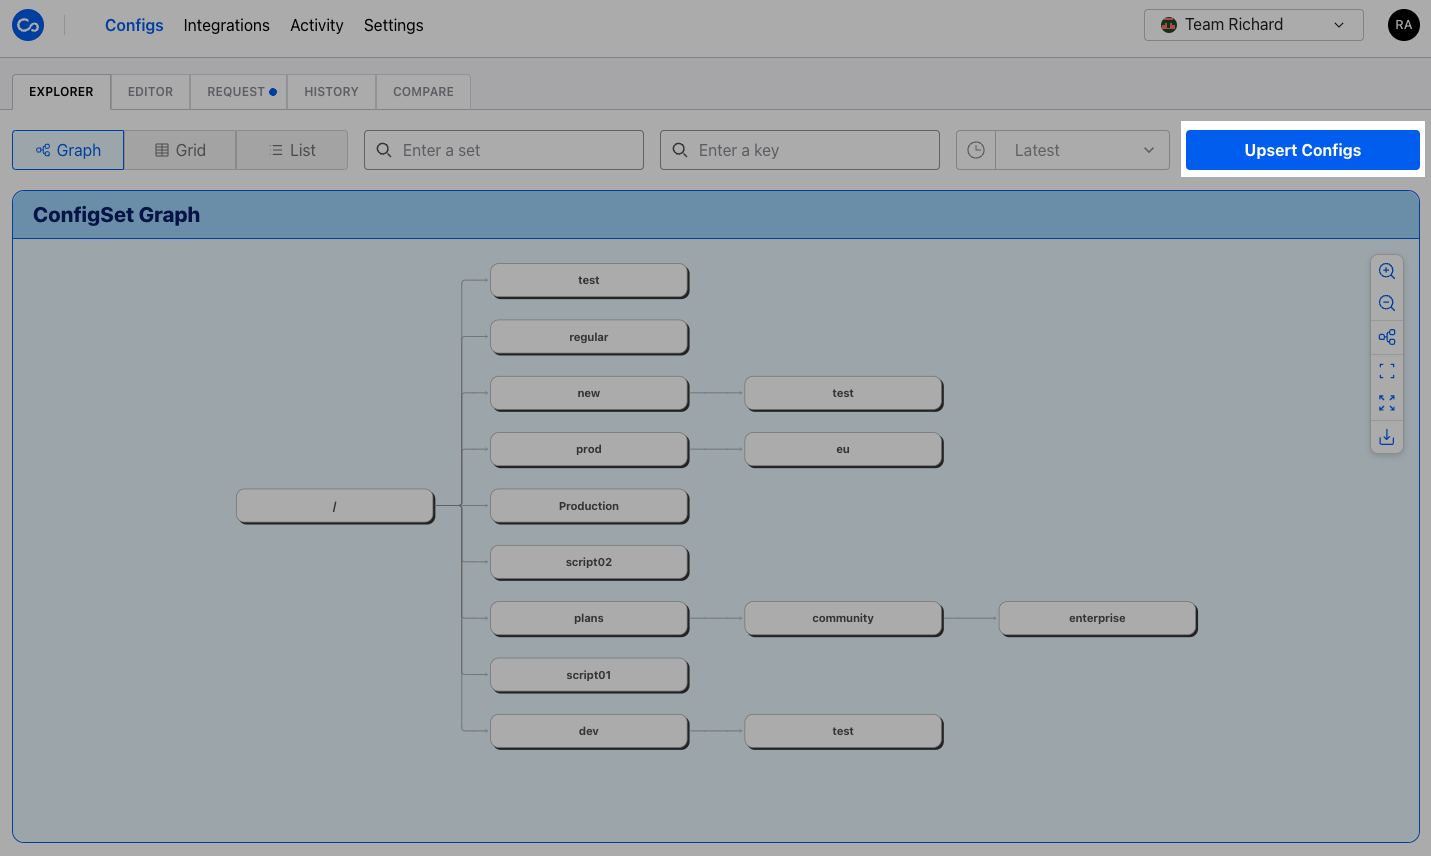 Configs Integrations Activity Settings Team Richard RA
EXPLORER EDITOR REQUEST HISTORY COMPARE
Graph Grid List Enter a set Enter a key Latest Upsert Configs
ConfigSet Graph
test
regular
new test
prod eu
/ Production
script02
plans community enterprise
script01
dev test